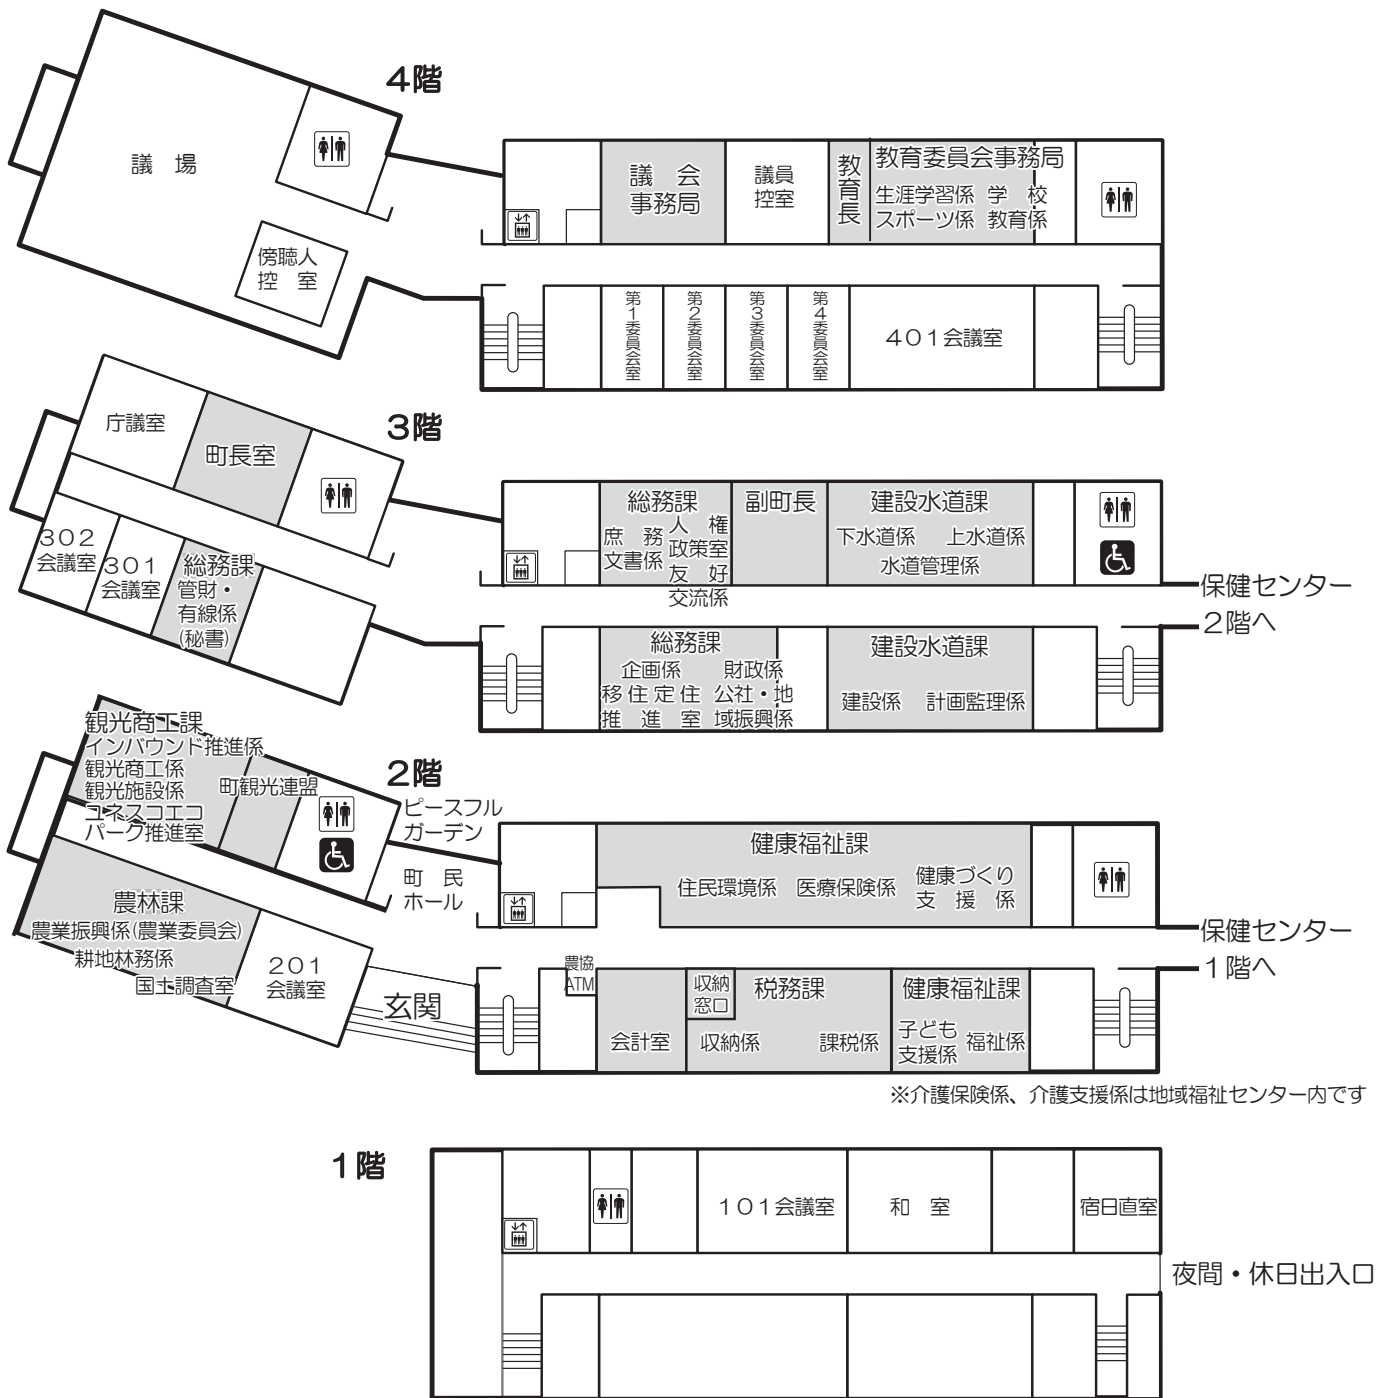 4階
議　場
傍聴人
控　室
議　会
事務局
議員
控室
教育長
教育委員会事務局
生涯学習係
スポーツ係
学　校
教育係
第1委員会室
第2委員会室
第3委員会室
第4委員会室
401会議室
3階
庁議室
町長室
302
会議室
301
会議室
総務課
管財・
有線係
(秘書)
総務課
庶　務
文書係
人　権
政策室
友　好
交流係
副町長
建設水道課
下水道係　上水道係
水道管理係
保健センター
2階へ
総務課
企画係　財政係
移住定住
推　進　室
公社・地
域振興係
建設水道課
建設係　計画監理係
2階
観光商工課
インバウンド推進係
観光商工係
観光施設係
ユネスコエコ
パーク推進室
町観光連盟
ピースフル
ガーデン
町　民
ホール
農林課
農業振興係(農業委員会)
耕地林務係
国土調査室
201
会議室
玄関
健康福祉課
住民環境係　医療保険係
健康づくり
支　援　係
保健センター
1階へ
農協
ATM
会計室
収納
窓口
税務課
収納係　課税係
健康福祉課
子ども
支援係
福祉係
※介護保険係、介護支援係は地域福祉センター内です
1階
101会議室
和　室
宿日直室
夜間・休日出入口